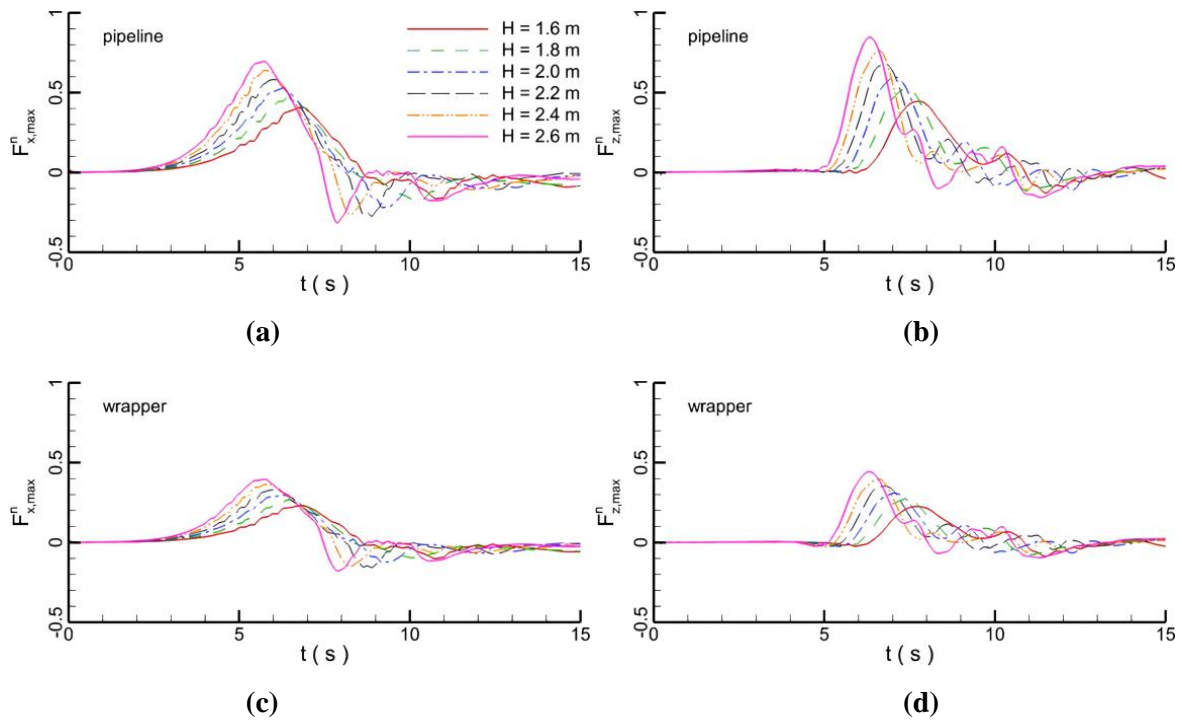 pipeline
H = 1.6 m
H = 1.8 m
H = 2.0 m
H = 2.2 m
H = 2.4 m
H = 2.6 m
F^n_x,max
1
0.5
0
-0.5
0
5
10
15
t ( s )
(a)
pipeline
F^n_z,max
1
0.5
0
-0.5
0
5
10
15
t ( s )
(b)
wrapper
F^n_x,max
1
0.5
0
-0.5
0
5
10
15
t ( s )
(c)
wrapper
F^n_z,max
1
0.5
0
-0.5
0
5
10
15
t ( s )
(d)